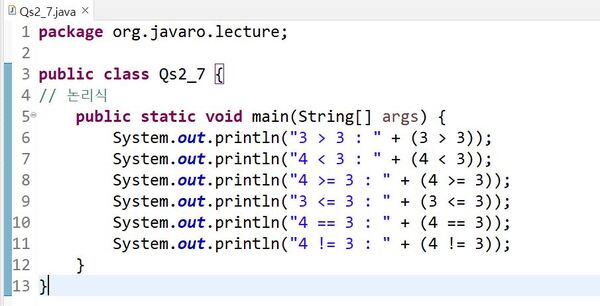 Qs2_7.java
1 package org.javaro.lecture;
2
3 public class Qs2_7 {
4 // 논리식
5     public static void main(String[] args) {
6         System.out.println("3 > 3 : " + (3 > 3));
7         System.out.println("4 < 3 : " + (4 < 3));
8         System.out.println("4 >= 3 : " + (4 >= 3));
9         System.out.println("3 <= 3 : " + (3 <= 3));
10         System.out.println("4 == 3 : " + (4 == 3));
11         System.out.println("4 != 3 : " + (4 != 3));
12     }
13 }